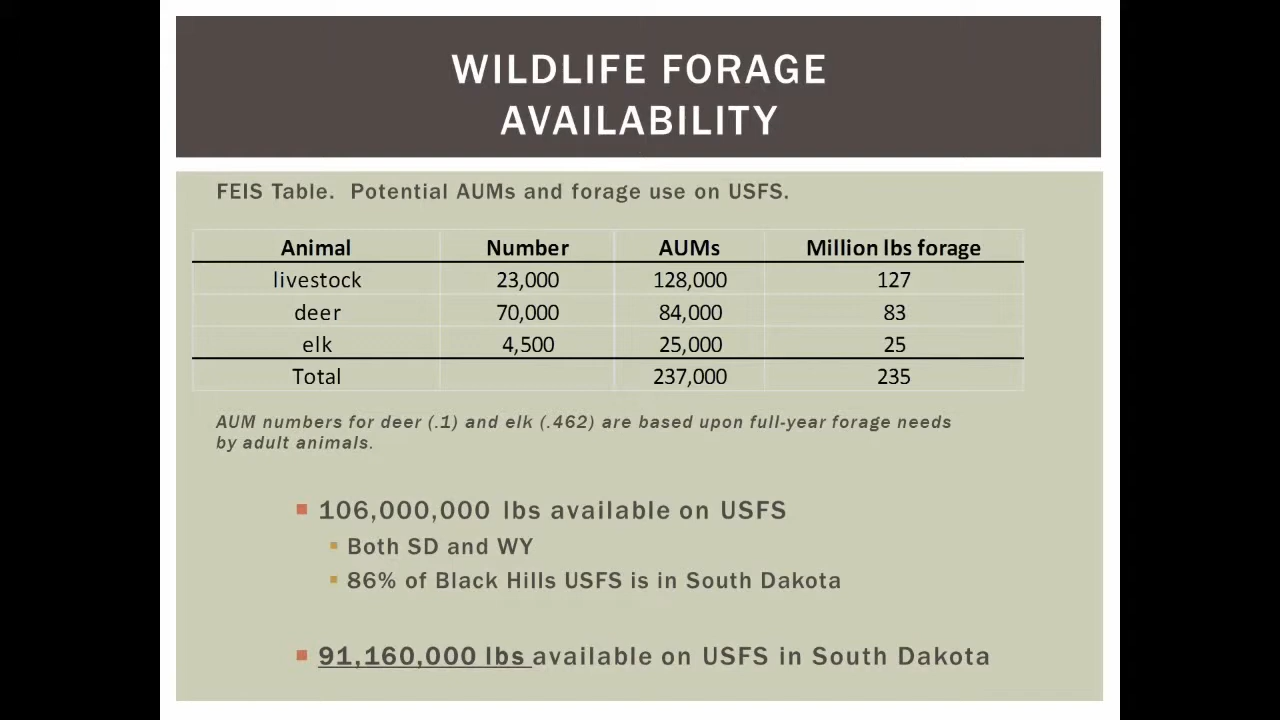 WILDLIFE FORAGE
AVAILABILITY
FEIS Table. Potential AUMs and forage use on USFS.
Animal Number AUMs Million lbs forage
livestock 23,000 128,000 127
deer 70,000 84,000 83
elk 4,500 25,000 25
Total 237,000 235
AUM numbers for deer (.1) and elk (.462) are based upon full-year forage needs
by adult animals.
106,000,000 lbs available on USFS
Both SD and WY
86% of Black Hills USFS is in South Dakota
91,160,000 lbs available on USFS in South Dakota